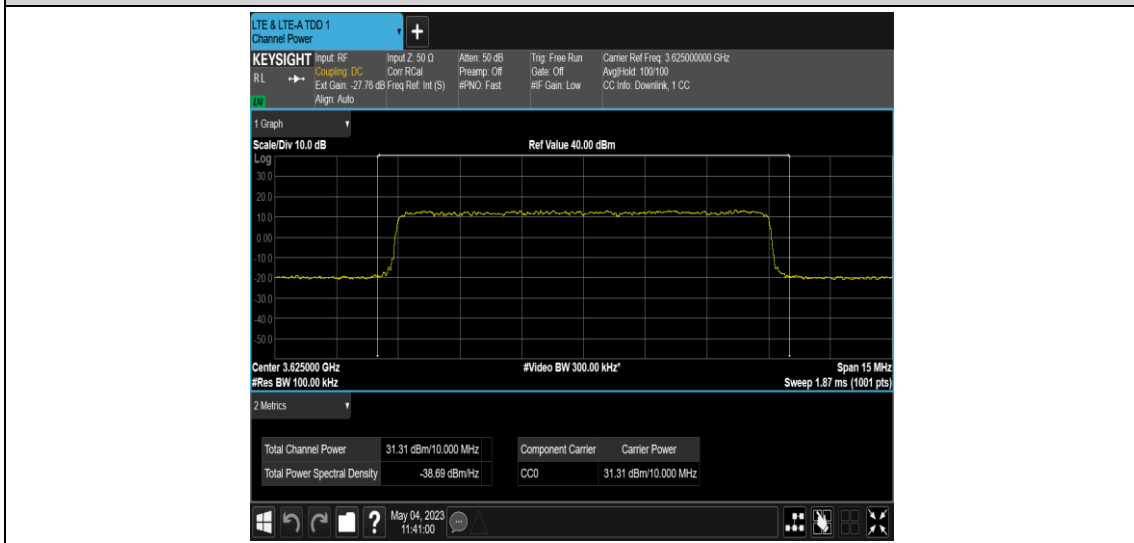 LTE & LTE-A TDD 1
Channel Power
KEYSIGHT Input: RF Input Z: 50 Ω Atten: 50 dB Trig: Free Run Carrier Ref Freq: 3.625000000 GHz
RL Coupling: DC Corr RCal Preamp: Off Gate: Off Avg|Hold: 100/100
Ext Gain: -27.76 dB Freq Ref: Int (S) #PNO: Fast #IF Gain: Low CC Info: Downlink, 1 CC
LXI Align: Auto
1 Graph
Scale/Div 10.0 dB Ref Value 40.00 dBm
Log
30.0
20.0
10.0
0.00
-10.0
-20.0
-30.0
-40.0
-50.0
Center 3.625000 GHz #Video BW 300.00 kHz* Span 15 MHz
#Res BW 100.00 kHz Sweep 1.87 ms (1001 pts)
2 Metrics
Total Channel Power 31.31 dBm/10.000 MHz Component Carrier Carrier Power
Total Power Spectral Density -38.69 dBm/Hz CC0 31.31 dBm/10.000 MHz
? May 04, 2023
11:41:00